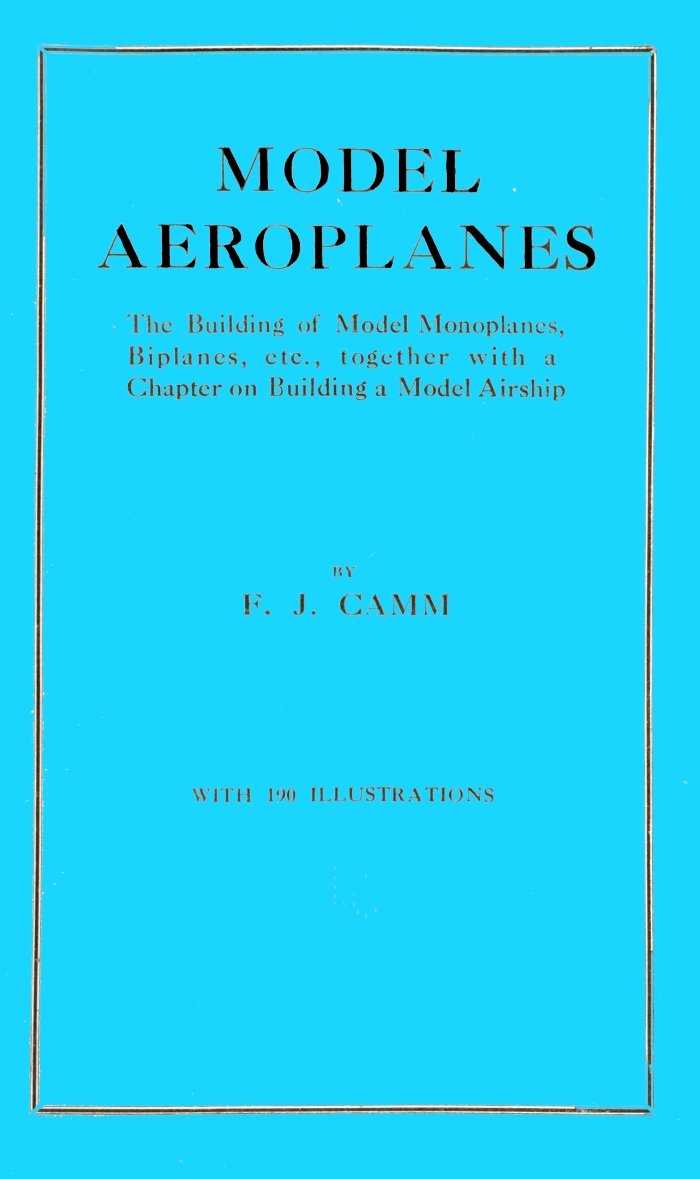 MODEL
AEROPLANES
The Building of Model Monoplanes,
Biplanes, etc., together with a
Chapter on Building a Model Airship
BY
F. J. CAMM
WITH 190 ILLUSTRATIONS